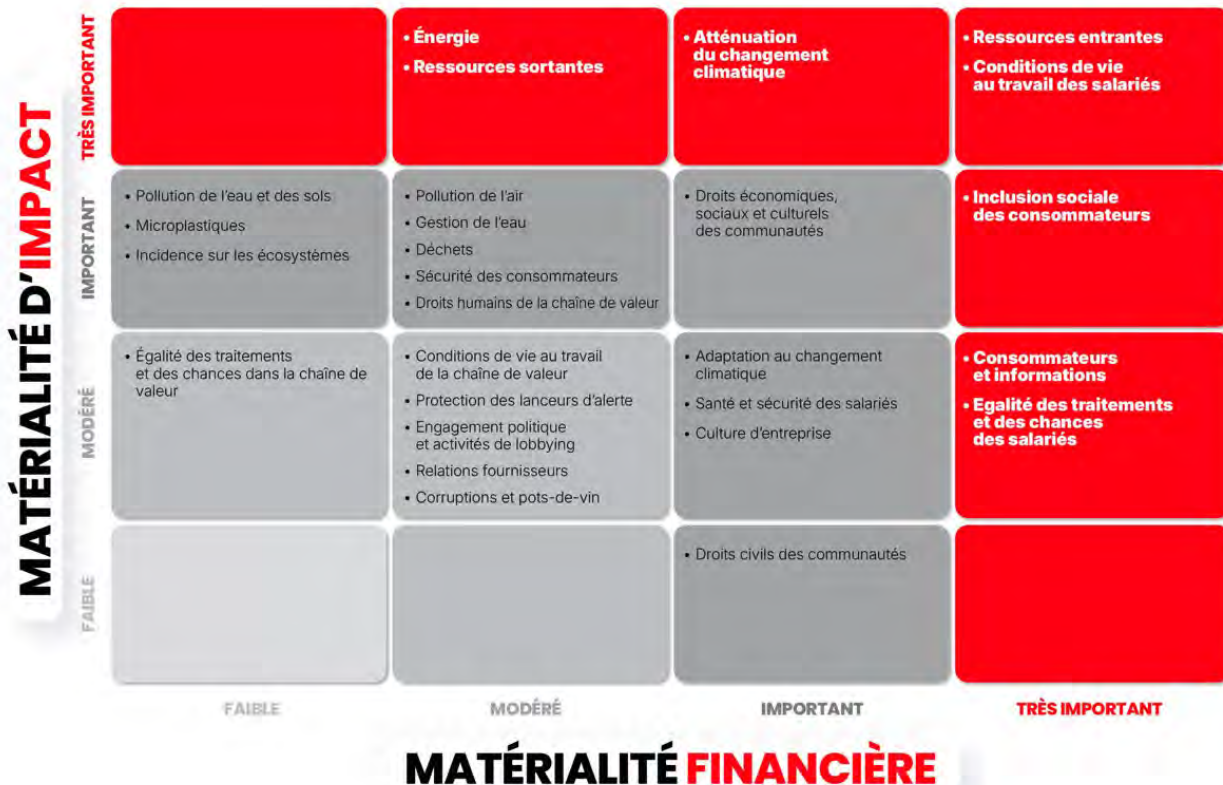 MATÉRIALITÉ D'IMPACT
TRÈS IMPORTANT
• Énergie
• Ressources sortantes
• Atténuation
du changement
climatique
• Ressources entrantes
• Conditions de vie
au travail des salariés
IMPORTANT
• Pollution de l'eau et des sols
• Microplastiques
• Incidence sur les écosystèmes
• Pollution de l'air
• Gestion de l'eau
• Déchets
• Sécurité des consommateurs
• Droits humains de la chaîne de valeur
• Droits économiques,
sociaux et culturels
des communautés
• Inclusion sociale
des consommateurs
MODÉRÉ
• Égalité des traitements
et des chances dans la chaîne de
valeur
• Conditions de vie au travail
de la chaîne de valeur
• Protection des lanceurs d'alerte
• Engagement politique
et activités de lobbying
• Relations fournisseurs
• Corruptions et pots-de-vin
• Adaptation au changement
climatique
• Santé et sécurité des salariés
• Culture d'entreprise
• Consommateurs
et informations
• Egalité des traitements
et des chances
des salariés
FAIBLE
• Droits civils des communautés
FAIBLE
MODÉRÉ
IMPORTANT
TRÈS IMPORTANT
MATÉRIALITÉ FINANCIÈRE